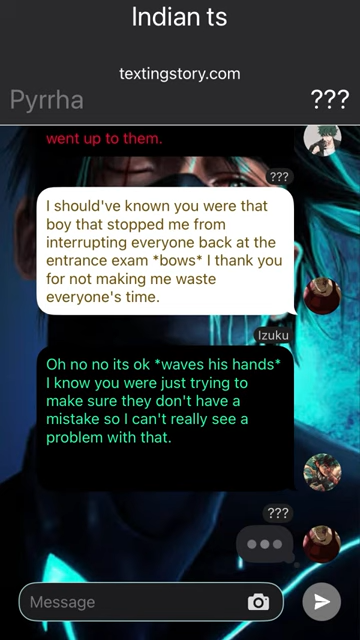 Indian ts
textingstory.com
Pyrrha
???
went up to them.
???
I should've known you were that
boy that stopped me from
interrupting everyone back at the
entrance exam *bows* I thank you
for not making me waste
everyone's time.
Izuku
Oh no no its ok *waves his hands*
I know you were just trying to
make sure they don't have a
mistake so I can't really see a
problem with that.
???
Message